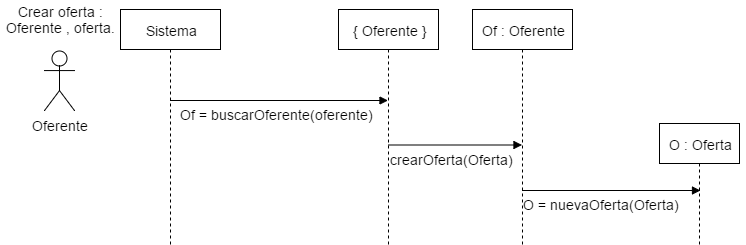 Crear oferta :
Oferente , oferta.
Oferente
Sistema
{ Oferente }
Of : Oferente
Of = buscarOferente(oferente)
crearOferta(Oferta)
O : Oferta
O = nuevaOferta(Oferta)